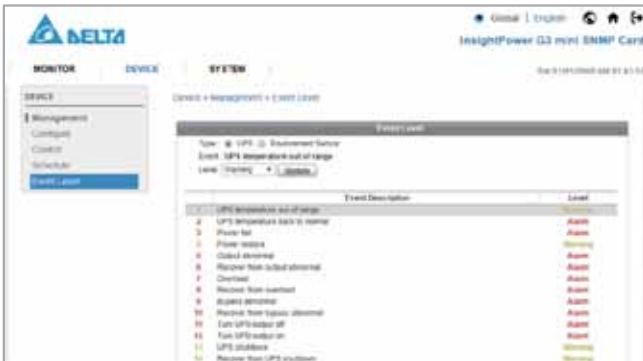 Global | English
DELTA
InsightPower G3 mini SNMP Card
MONITOR DEVICE SYSTEM
DEVICE
Device » Management » Event Level
Management
Configure
Control
Schedule
Event Level
Event Level
Type : UPS Environment Sensor
Event : UPS temperature out of range
Level Warning Update
Event Description Level
1 UPS temperature out of range Warning
2 UPS temperature back to normal Alarm
3 Power fail Alarm
4 Power restore Warning
5 Output abnormal Alarm
6 Recover from output abnormal Alarm
7 Overload Alarm
8 Recover from overload Alarm
9 Bypass abnormal Alarm
10 Recover from bypass abnormal Alarm
11 Turn UPS output off Alarm
12 Turn UPS output on Alarm
13 UPS shutdown Warning
14 Recover from UPS shutdown Warning